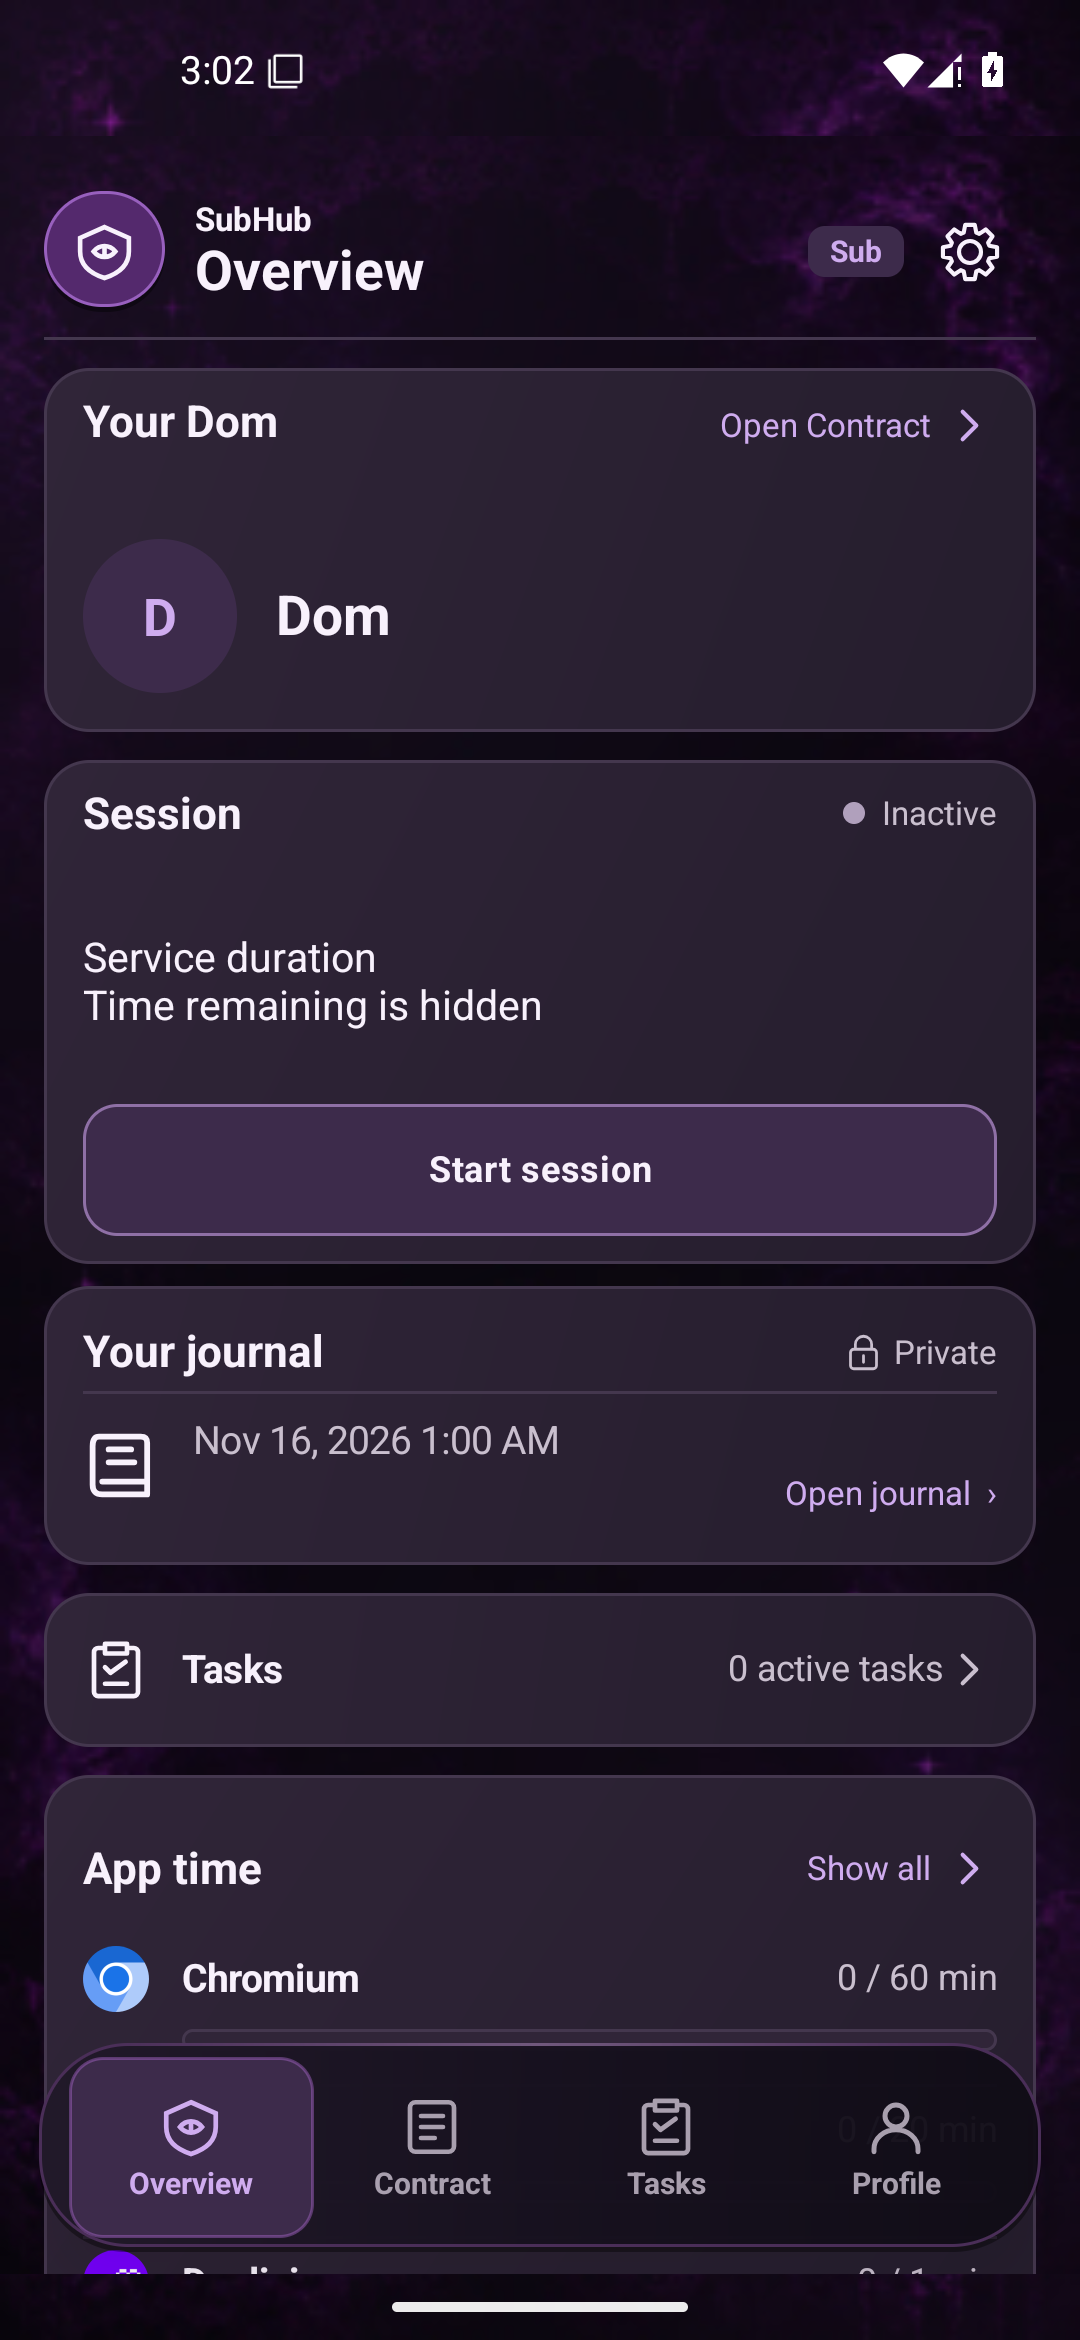 3:02
SubHub
Overview
Sub
Your Dom
Open Contract
D
Dom
Session
Inactive
Service duration
Time remaining is hidden
Start session
Your journal
Private
Nov 16, 2026 1:00 AM
Open journal ›
Tasks
0 active tasks
App time
Show all
Chromium
0 / 60 min
Overview
Contract
Tasks
Profile